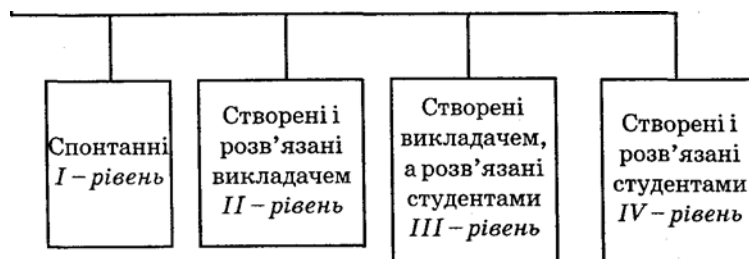 Спонтанні
I – рівень
Створені і
розв’язані
викладачем
II – рівень
Створені
викладачем,
а розв’язані
студентами
III – рівень
Створені і
розв’язані
студентами
IV – рівень